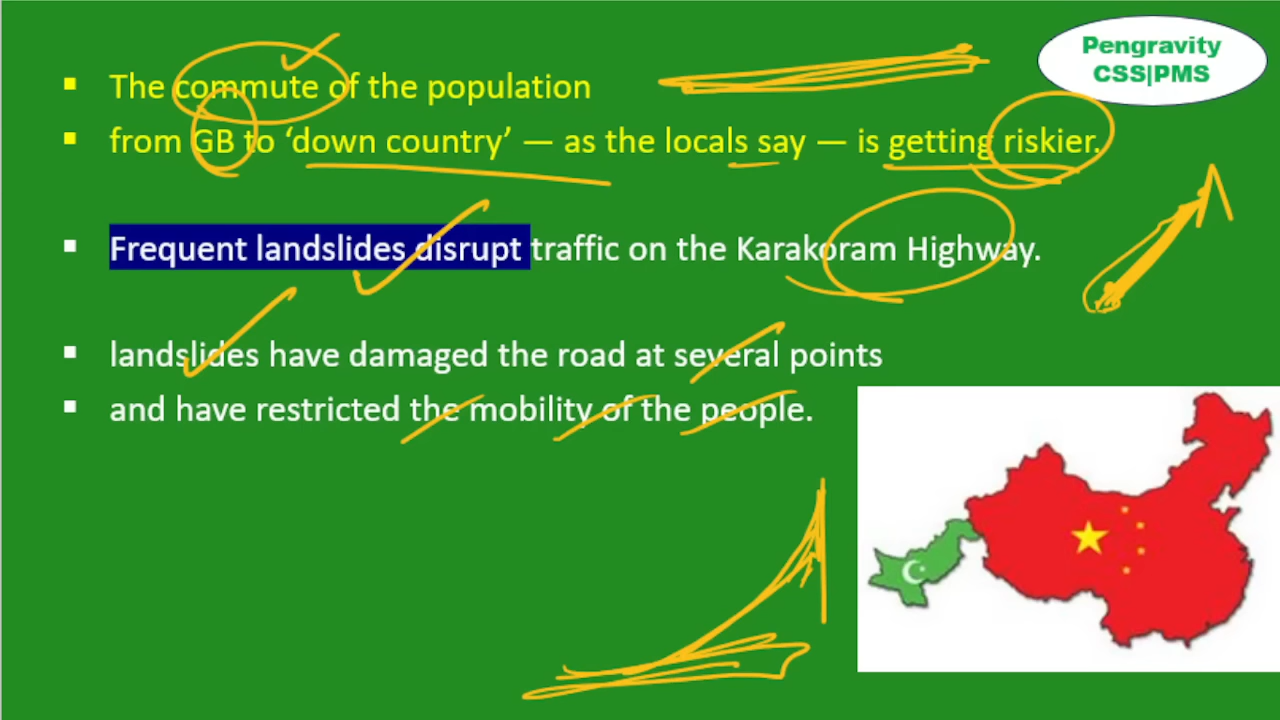 Pengravity
CSS|PMS
The commute of the population
from GB to ‘down country’ — as the locals say — is getting riskier.
Frequent landslides disrupt traffic on the Karakoram Highway.
landslides have damaged the road at several points
and have restricted the mobility of the people.